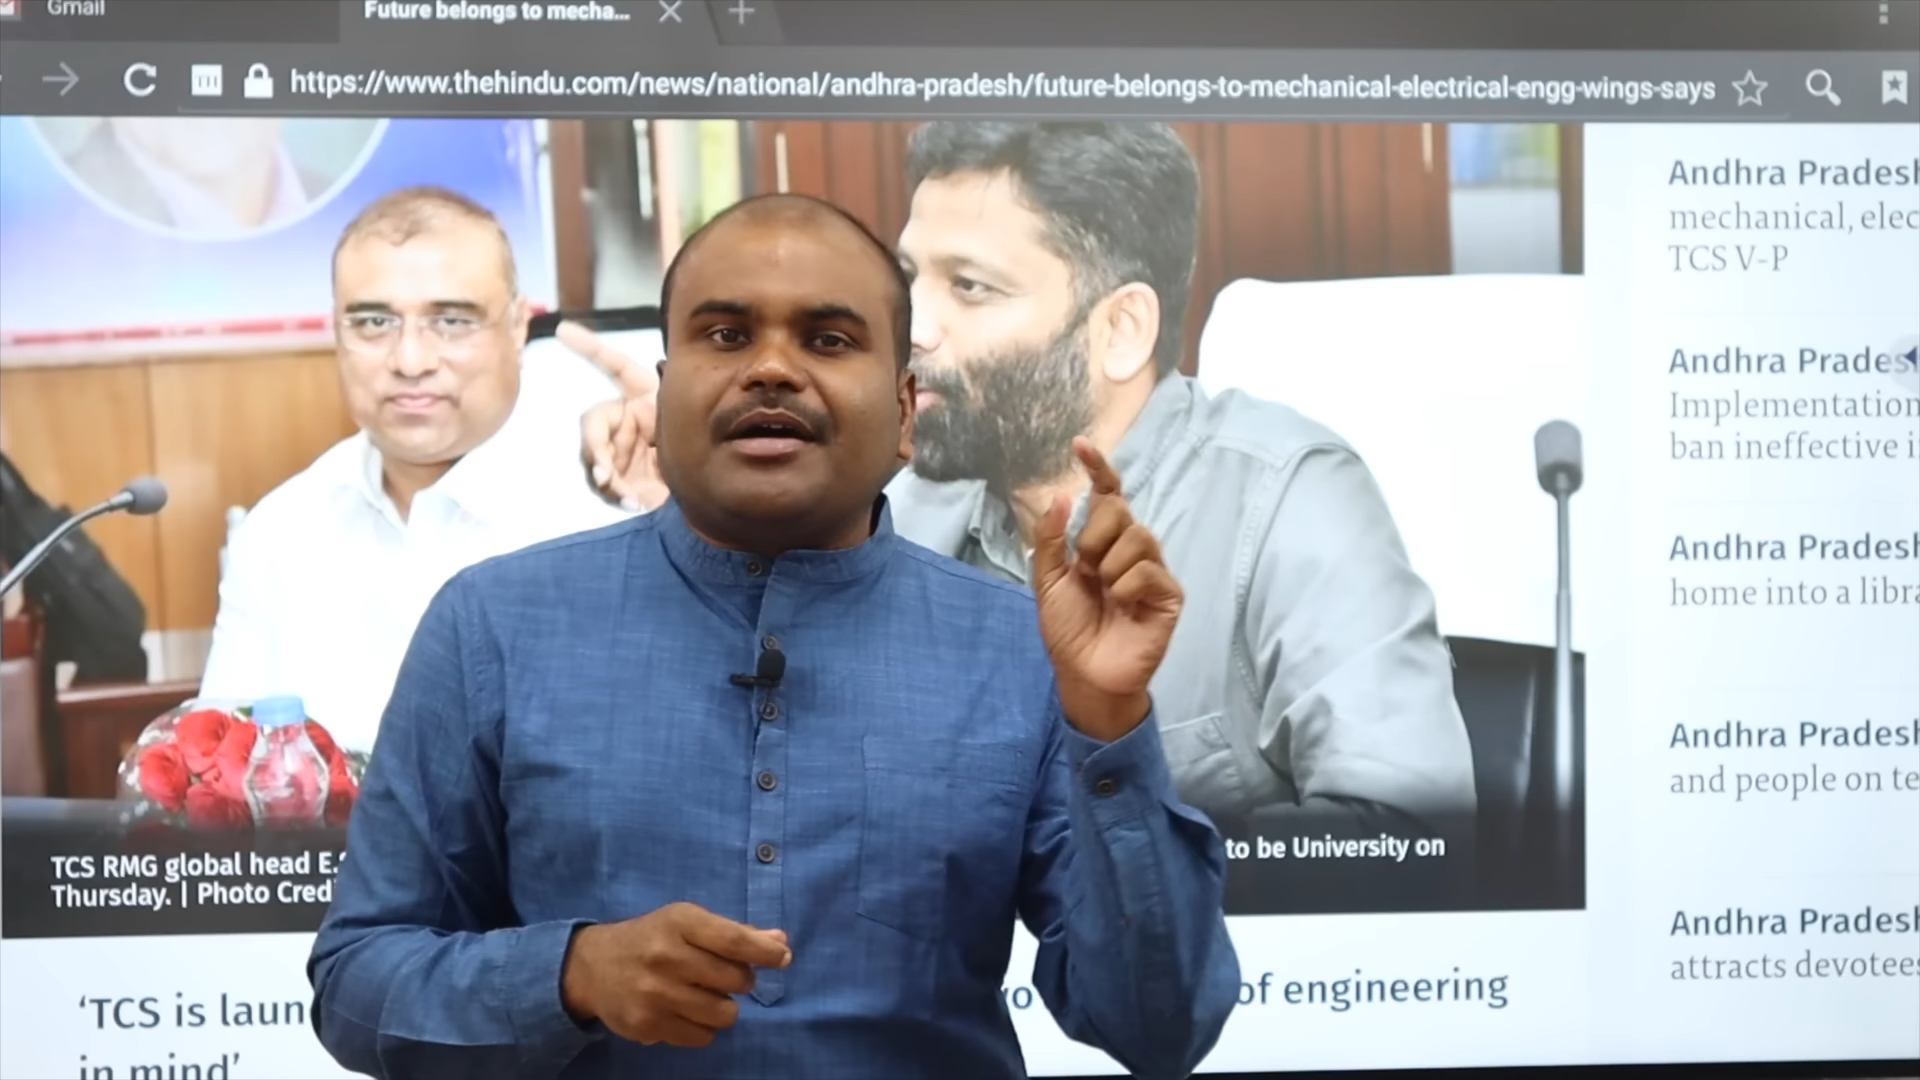 Gmail
Future belongs to mecha...
https://www.thehindu.com/news/national/andhra-pradesh/future-belongs-to-mechanical-electrical-engg-wings-says
Andhra Pradesh
mechanical, elec
TCS V-P
Andhra Prades
Implementation
ban ineffective i
Andhra Pradesh
home into a libra
Andhra Pradesh
and people on te
Andhra Pradesh
attracts devotees
TCS RMG global head E.S
to be University on
Thursday. | Photo Credi
'TCS is laun
of engineering
in mind'